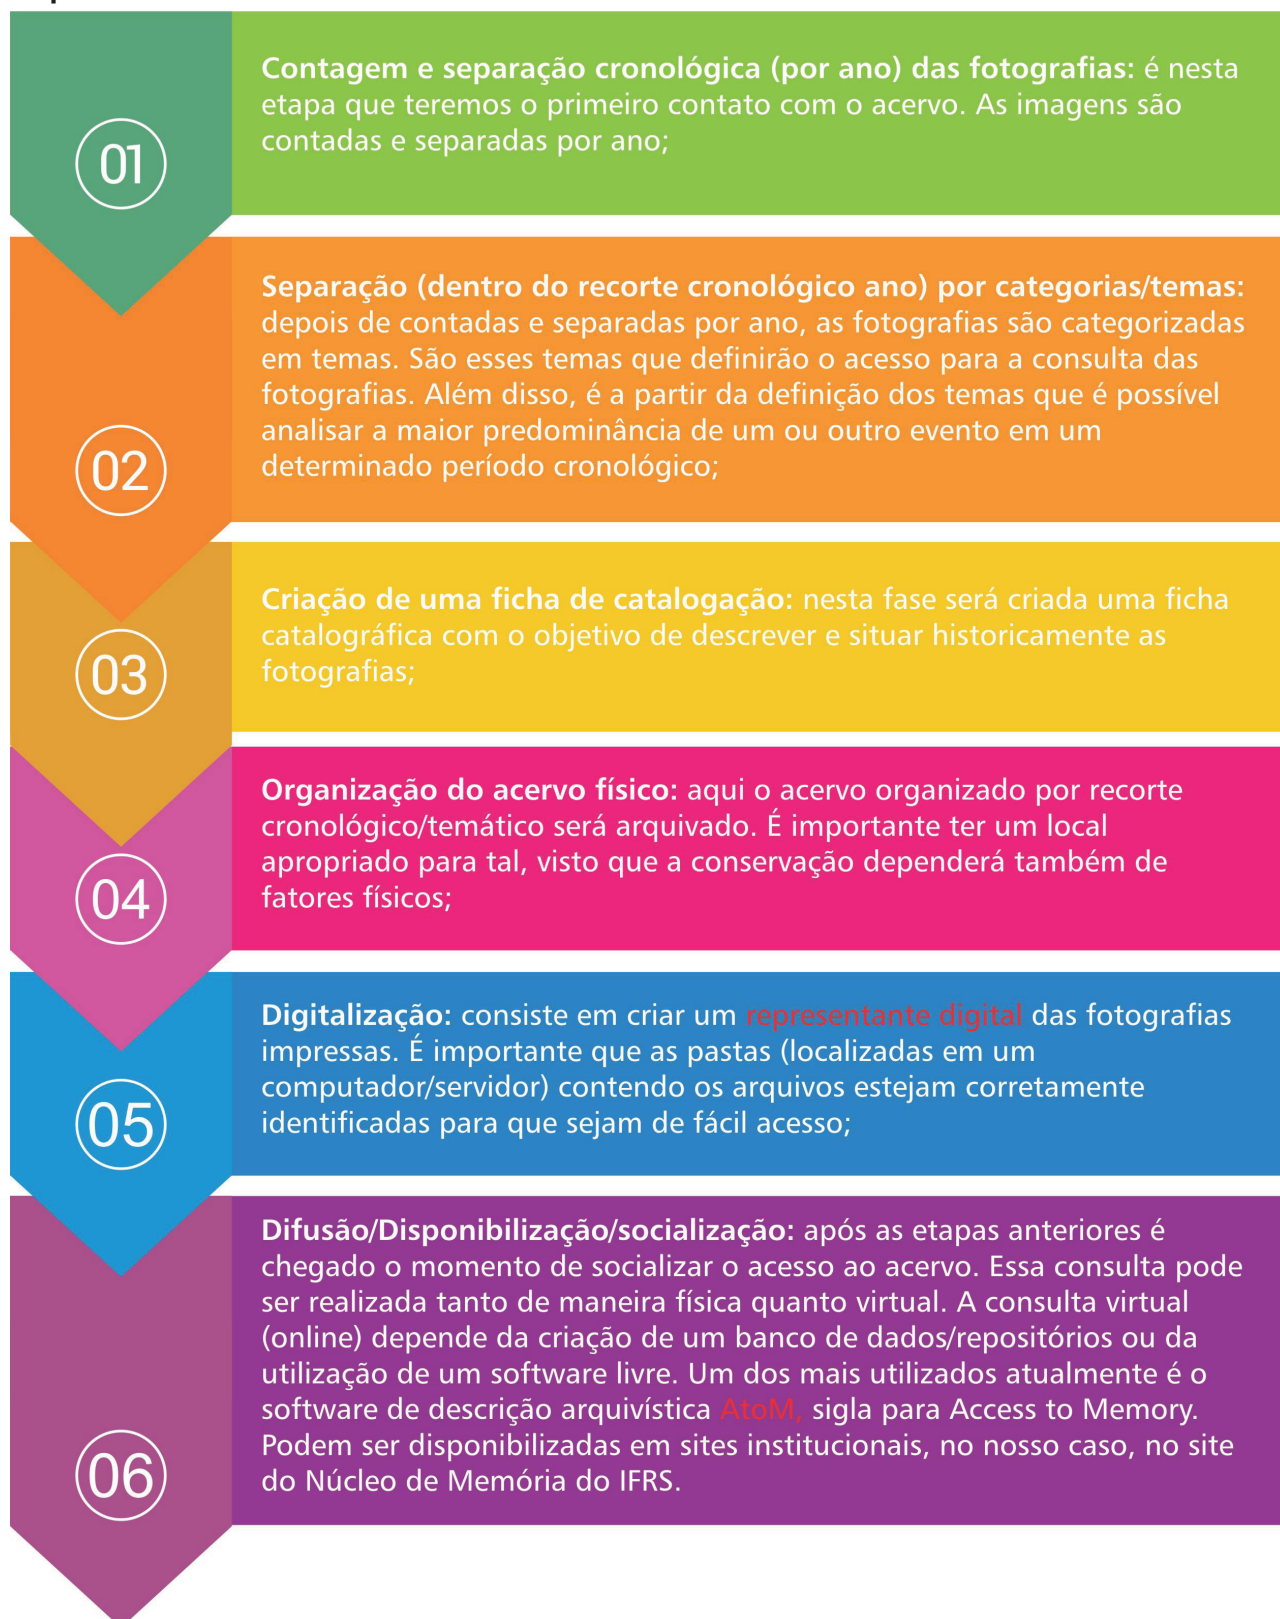 01
Contagem e separação cronológica (por ano) das fotografias: é nesta
etapa que teremos o primeiro contato com o acervo. As imagens são
contadas e separadas por ano;
02
Separação (dentro do recorte cronológico ano) por categorias/temas:
depois de contadas e separadas por ano, as fotografias são categorizadas
em temas. São esses temas que definirão o acesso para a consulta das
fotografias. Além disso, é a partir da definição dos temas que é possível
analisar a maior predominância de um ou outro evento em um
determinado período cronológico;
03
Criação de uma ficha de catalogação: nesta fase será criada uma ficha
catalográfica com o objetivo de descrever e situar historicamente as
fotografias;
04
Organização do acervo físico: aqui o acervo organizado por recorte
cronológico/temático será arquivado. É importante ter um local
apropriado para tal, visto que a conservação dependerá também de
fatores físicos;
05
Digitalização: consiste em criar um representante digital das fotografias
impressas. É importante que as pastas (localizadas em um
computador/servidor) contendo os arquivos estejam corretamente
identificadas para que sejam de fácil acesso;
06
Difusão/Disponibilização/socialização: após as etapas anteriores é
chegado o momento de socializar o acesso ao acervo. Essa consulta pode
ser realizada tanto de maneira física quanto virtual. A consulta virtual
(online) depende da criação de um banco de dados/repositórios ou da
utilização de um software livre. Um dos mais utilizados atualmente é o
software de descrição arquivística AtoM, sigla para Access to Memory.
Podem ser disponibilizadas em sites institucionais, no nosso caso, no site
do Núcleo de Memória do IFRS.